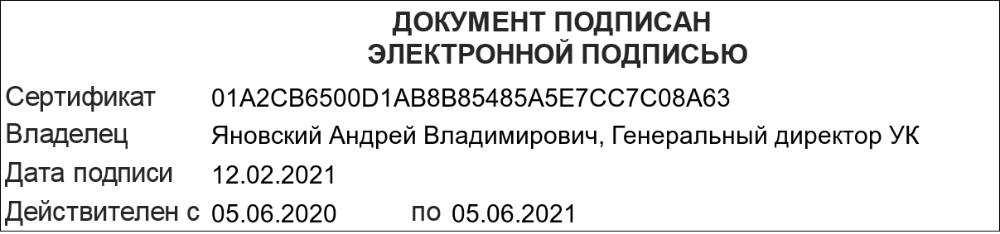 ДОКУМЕНТ ПОДПИСАН
ЭЛЕКТРОННОЙ ПОДПИСЬЮ
Сертификат 01A2CB6500D1AB8B85485A5E7CC7C08A63
Владелец Яновский Андрей Владимирович, Генеральный директор УК
Дата подписи 12.02.2021
Действителен с 05.06.2020 по 05.06.2021